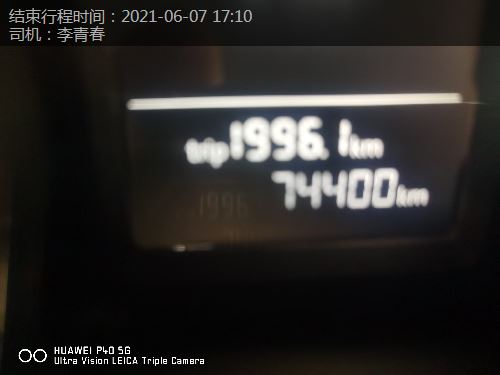 结束行程时间：2021-06-07 17:10
司机：李青春
trip 1996.1 km
74400 km
HUAWEI P40 5G
Ultra Vision LEICA Triple Camera